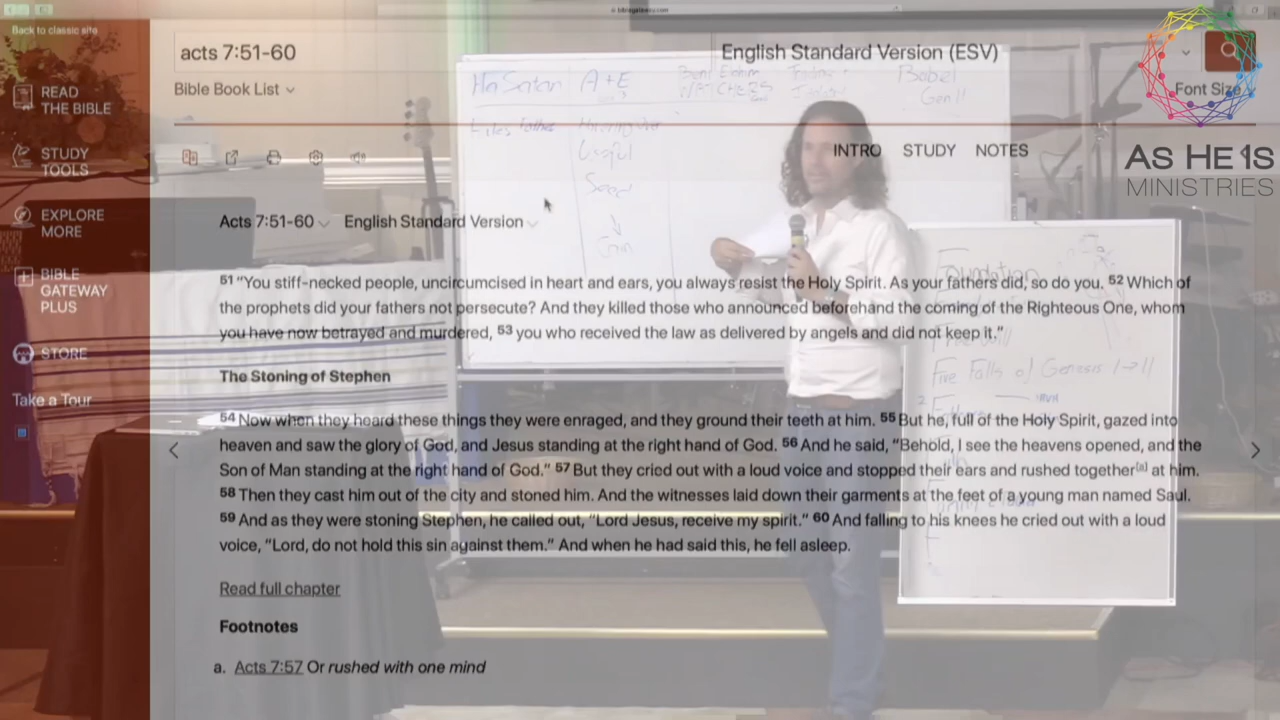 biblegateway.com
Back to classic site
acts 7:51-60
English Standard Version (ESV)
Bible Book List
Font Size
READ
THE BIBLE
STUDY
TOOLS
EXPLORE
MORE
BIBLE
GATEWAY
PLUS
STORE
Take a Tour
INTRO STUDY NOTES
AS HE IS
MINISTRIES
HaSatan A + E
WATCHERS
Babel
Gen 11
Lies Father
Acts 7:51-60 English Standard Version
51 “You stiff-necked people, uncircumcised in heart and ears, you always resist the Holy Spirit. As your fathers did, so do you. 52 Which of
the prophets did your fathers not persecute? And they killed those who announced beforehand the coming of the Righteous One, whom
you have now betrayed and murdered, 53 you who received the law as delivered by angels and did not keep it.”
The Stoning of Stephen
54 Now when they heard these things they were enraged, and they ground their teeth at him. 55 But he, full of the Holy Spirit, gazed into
heaven and saw the glory of God, and Jesus standing at the right hand of God. 56 And he said, “Behold, I see the heavens opened, and the
Son of Man standing at the right hand of God.” 57 But they cried out with a loud voice and stopped their ears and rushed together[a] at him.
58 Then they cast him out of the city and stoned him. And the witnesses laid down their garments at the feet of a young man named Saul.
59 And as they were stoning Stephen, he called out, “Lord Jesus, receive my spirit.” 60 And falling to his knees he cried out with a loud
voice, “Lord, do not hold this sin against them.” And when he had said this, he fell asleep.
Read full chapter
Footnotes
a. Acts 7:57 Or rushed with one mind
Foundation
Five Falls of Genesis 1-11